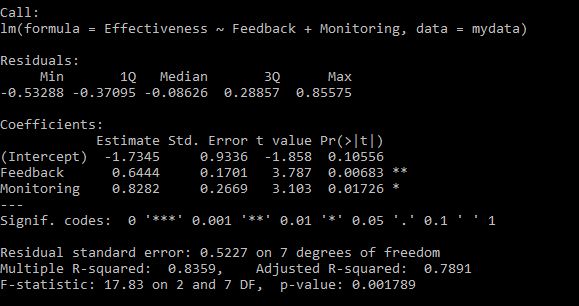 Call:
lm(formula = Effectiveness ~ Feedback + Monitoring, data = mydata)
Residuals:
Min 1Q Median 3Q Max
-0.53288 -0.37095 -0.08626 0.28857 0.85575
Coefficients:
Estimate Std. Error t value Pr(>|t|)
(Intercept) -1.7345 0.9336 -1.858 0.10556
Feedback 0.6444 0.1701 3.787 0.00683 **
Monitoring 0.8282 0.2669 3.103 0.01726 *
---
Signif. codes: 0 '***' 0.001 '**' 0.01 '*' 0.05 '.' 0.1 ' ' 1
Residual standard error: 0.5227 on 7 degrees of freedom
Multiple R-squared: 0.8359, Adjusted R-squared: 0.7891
F-statistic: 17.83 on 2 and 7 DF, p-value: 0.001789